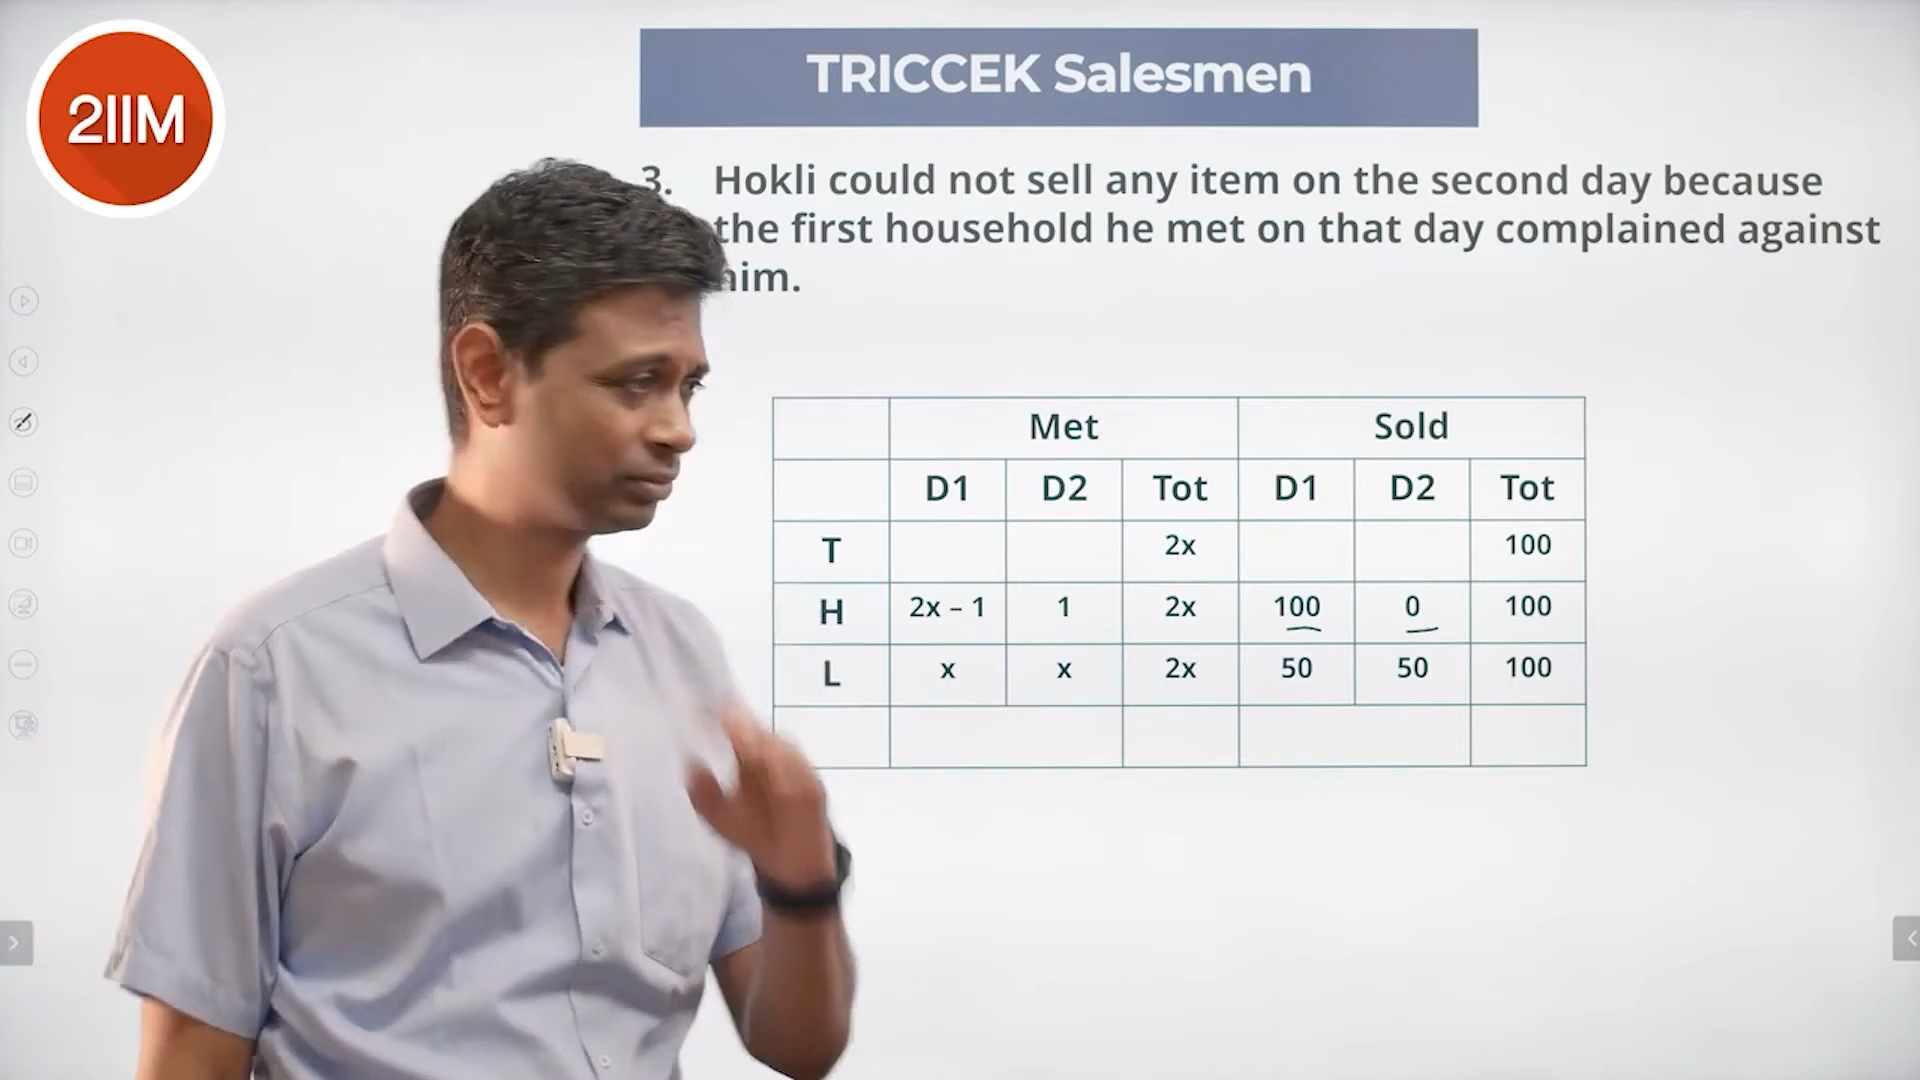 2IIM
TRICCEK Salesmen
3. Hokli could not sell any item on the second day because
the first household he met on that day complained against
him.
Met Sold
D1 D2 Tot D1 D2 Tot
T 2x 100
H 2x – 1 1 2x 100 0 100
L x x 2x 50 50 100